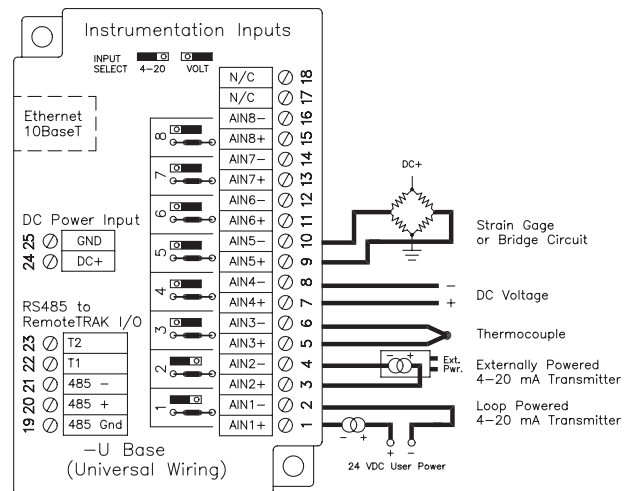 Instrumentation Inputs
INPUT SELECT 4-20 VOLT
N/C 18
N/C 17
AIN8- 16
8 AIN8+ 15
AIN7- 14
7 AIN7+ 13
AIN6- 12
6 AIN6+ 11
AIN5- 10
5 AIN5+ 9
AIN4- 8
4 AIN4+ 7
AIN3- 6
3 AIN3+ 5
AIN2- 4
2 AIN2+ 3
AIN1- 2
1 AIN1+ 1
Ethernet
10BaseT
DC Power Input
25 GND
24 DC+
RS485 to
RemoteTRAK I/O
23 T2
22 T1
21 485 -
20 485 +
19 485 Gnd
-U Base
(Universal Wiring)
DC+
Strain Gage
or Bridge Circuit
-
+
DC Voltage
Thermocouple
- +
Ext.
Pwr.
Externally Powered
4-20 mA Transmitter
Loop Powered
4-20 mA Transmitter
- +
+ -
24 VDC User Power